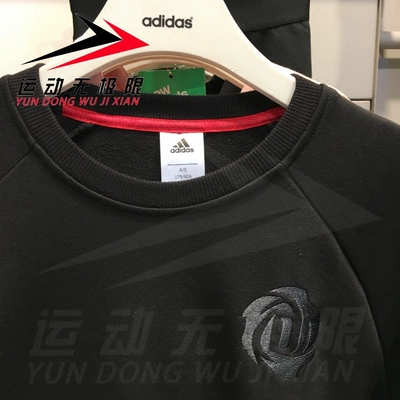 adidas
运动无极限
YUN DONG WU JI XIAN
adidas
A/S
运动无极限
YUN DONG WU JI XIAN